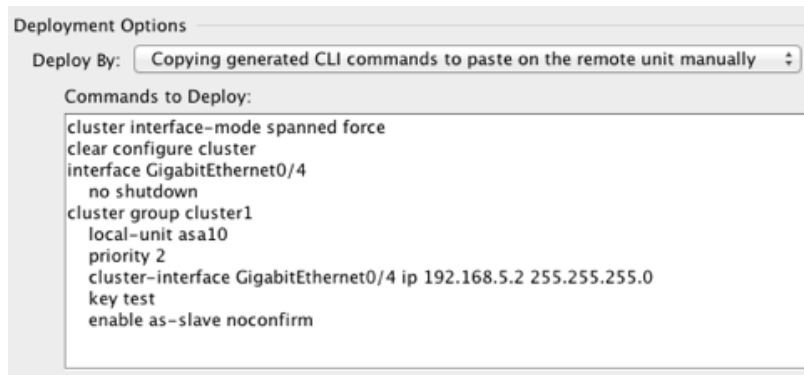 Deployment Options
Deploy By: Copying generated CLI commands to paste on the remote unit manually
Commands to Deploy:
cluster interface-mode spanned force
clear configure cluster
interface GigabitEthernet0/4
no shutdown
cluster group cluster1
local-unit asa10
priority 2
cluster-interface GigabitEthernet0/4 ip 192.168.5.2 255.255.255.0
key test
enable as-slave noconfirm